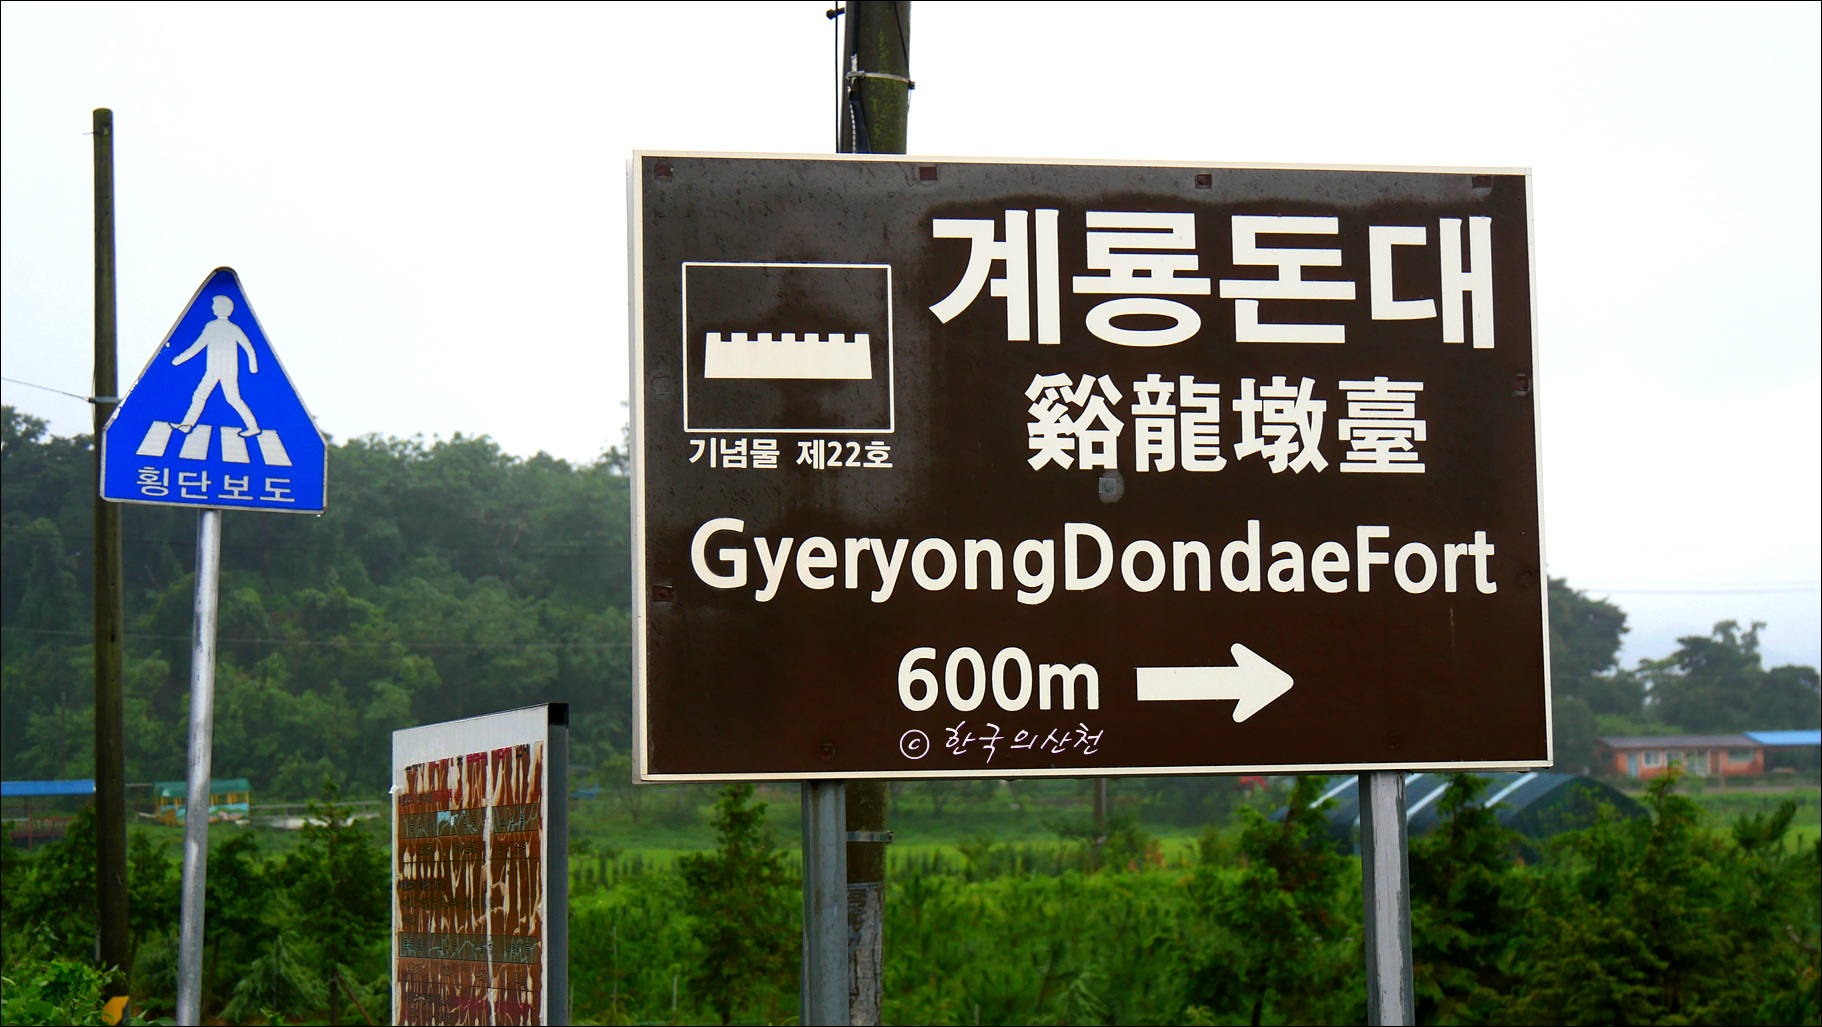 횡단보도
계룡돈대
谿龍墩臺
기념물 제22호
GyeryongDondaeFort
600m
© 한국의산천